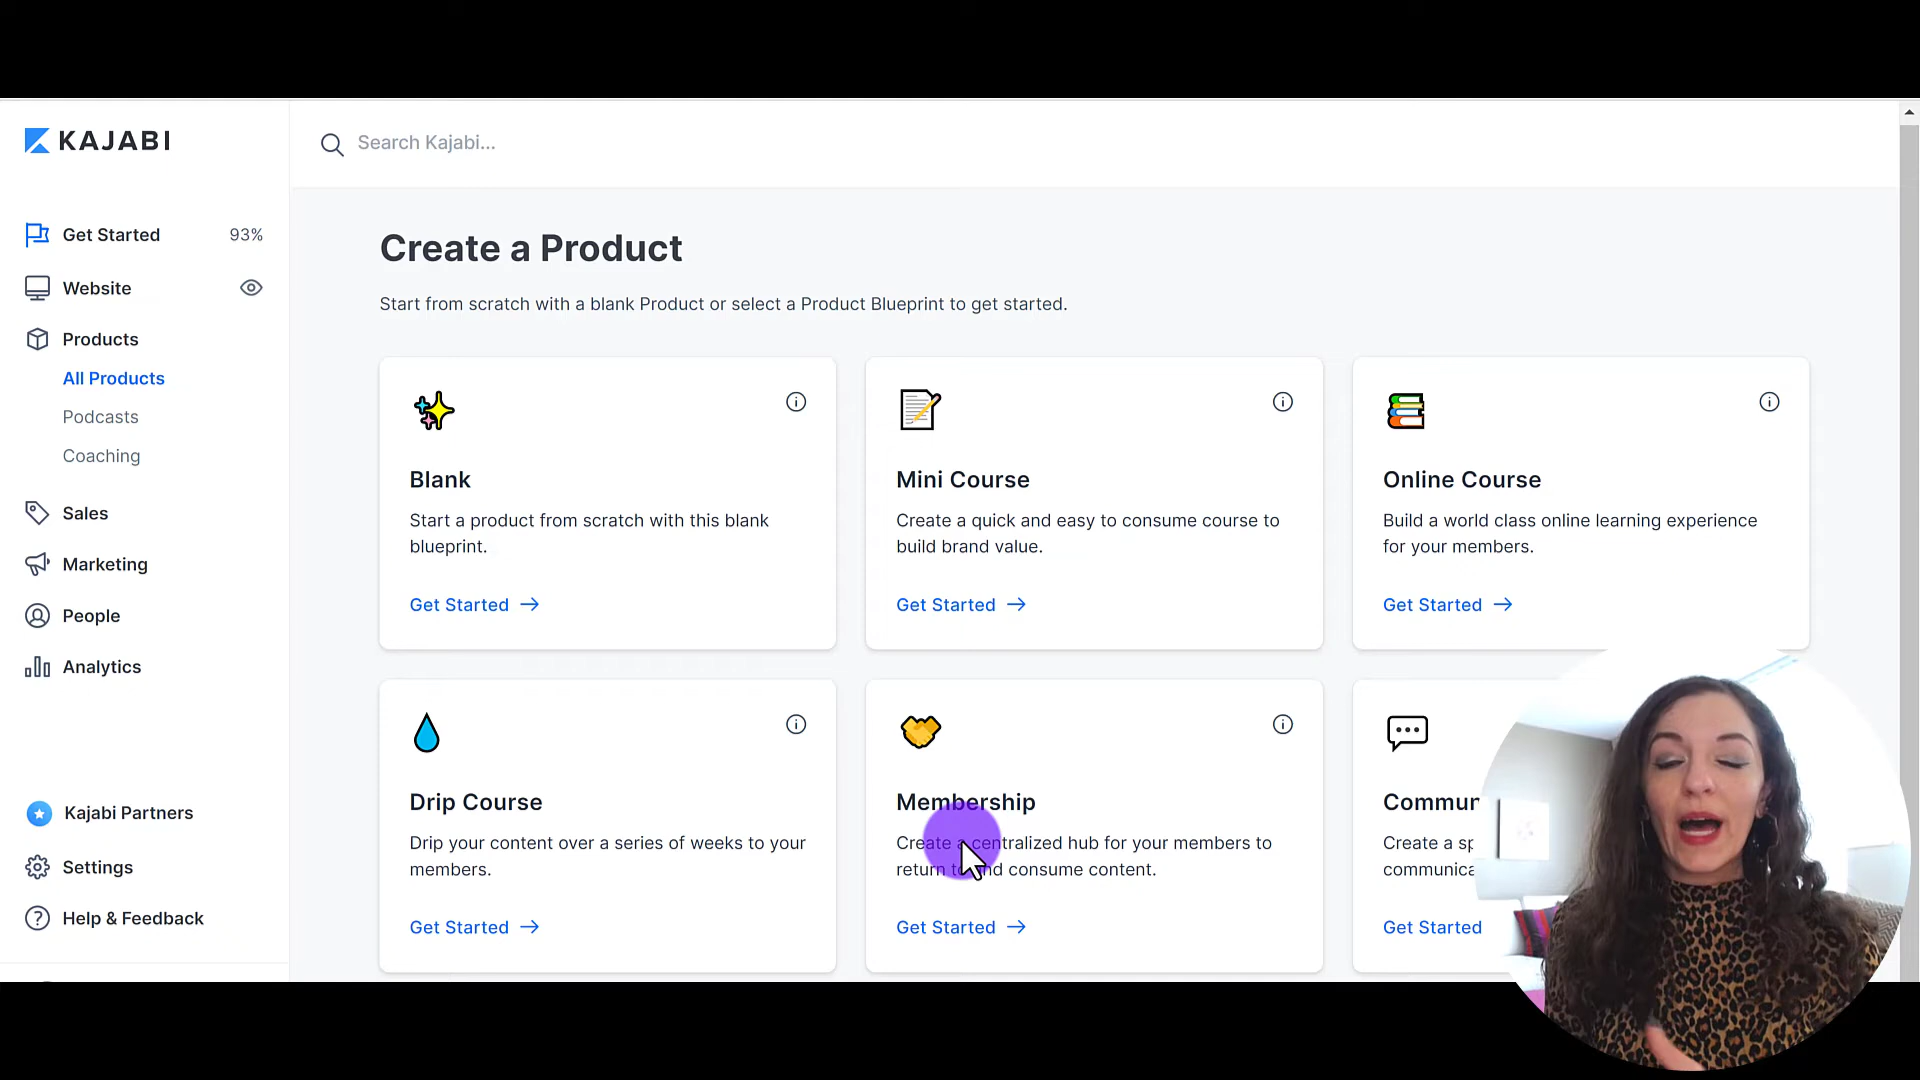 KAJABI
Search Kajabi...
Get Started 93%
Website
Products
All Products
Podcasts
Coaching
Sales
Marketing
People
Analytics
Kajabi Partners
Settings
Help & Feedback
Create a Product
Start from scratch with a blank Product or select a Product Blueprint to get started.
Blank
Start a product from scratch with this blank
blueprint.
Get Started
Mini Course
Create a quick and easy to consume course to
build brand value.
Get Started
Online Course
Build a world class online learning experience
for your members.
Get Started
Drip Course
Drip your content over a series of weeks to your
members.
Get Started
Membership
Create a centralized hub for your members to
return to and consume content.
Get Started
Commun
Create a sp
communica
Get Started